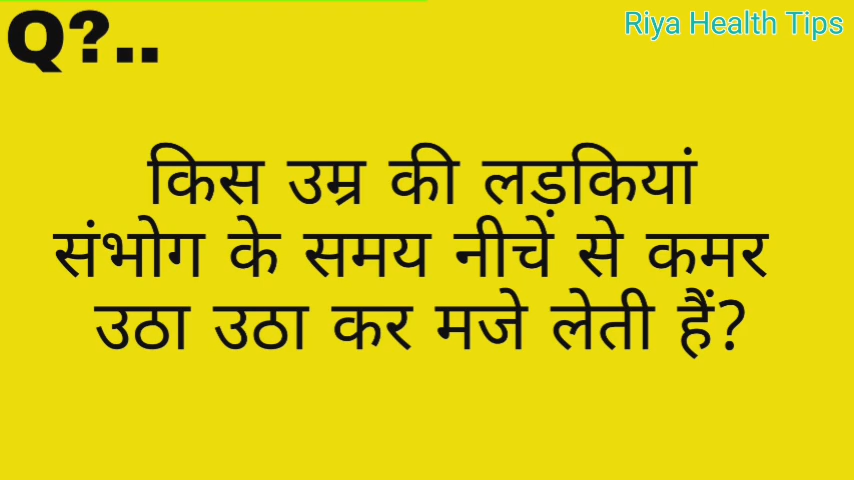 Q?..
Riya Health Tips
किस उम्र की लड़कियां
संभोग के समय नीचे से कमर
उठा उठा कर मजे लेती हैं?